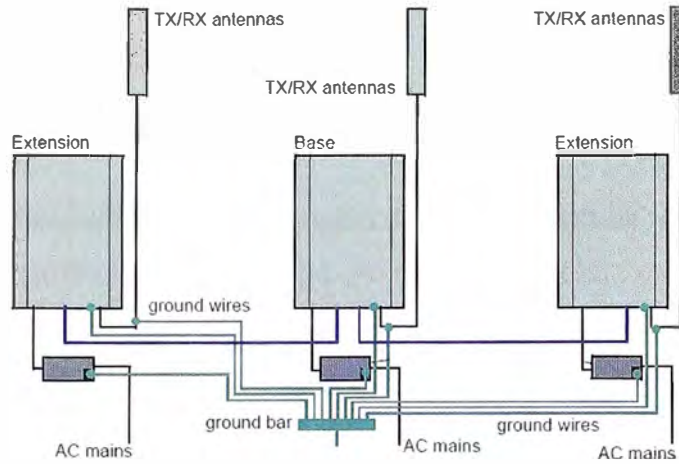 TX/RX antennas
TX/RX antennas
TX/RX antennas
Extension
Base
Extension
ground wires
ground bar
ground wires
AC mains
AC mains
AC mains